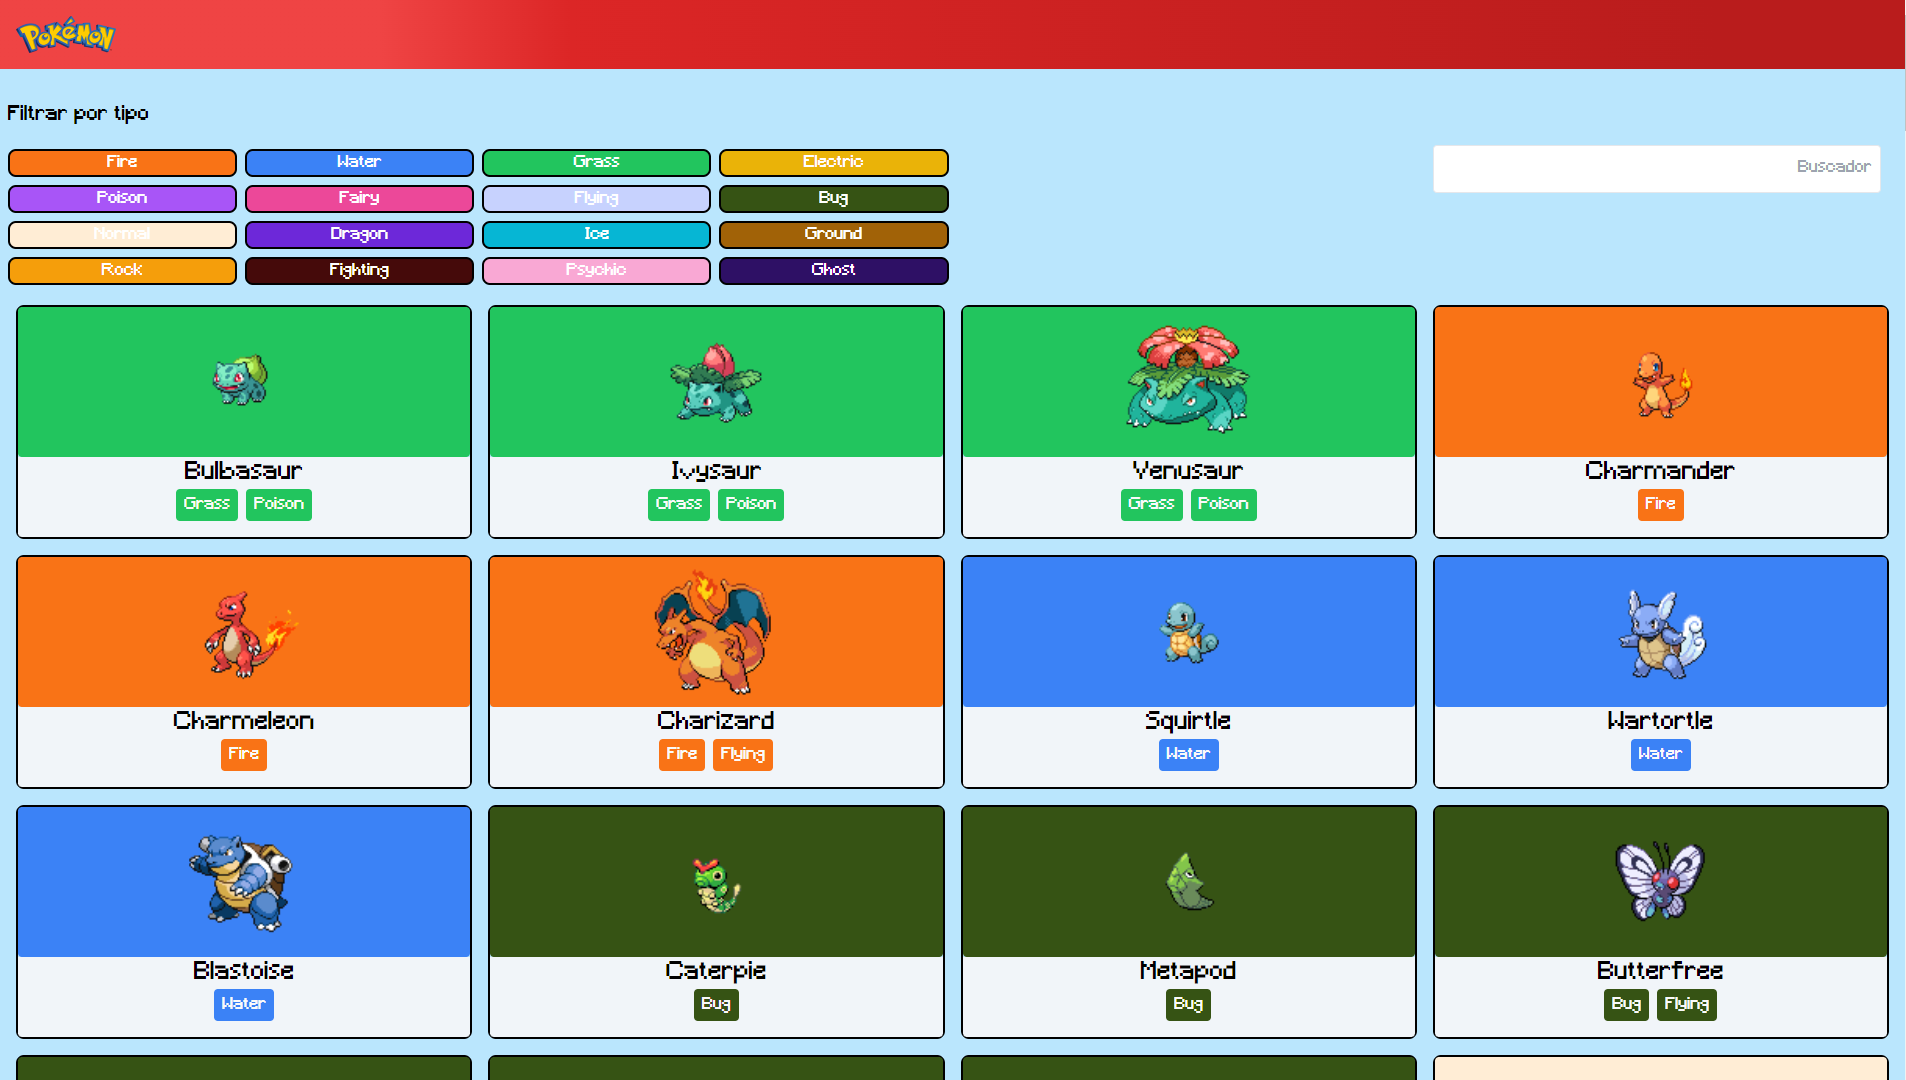 Pokémon
Filtrar por tipo
Fire Water Grass Electric
Buscador
Poison Fairy Flying Bug
Normal Dragon Ice Ground
Rock Fighting Psychic Ghost
Bulbasaur Ivysaur Venusaur Charmander
Grass Poison Grass Poison Grass Poison Fire
Charmeleon Charizard Squirtle Wartortle
Fire Fire Flying Water Water
Blastoise Caterpie Metapod Butterfree
Water Bug Bug Bug Flying